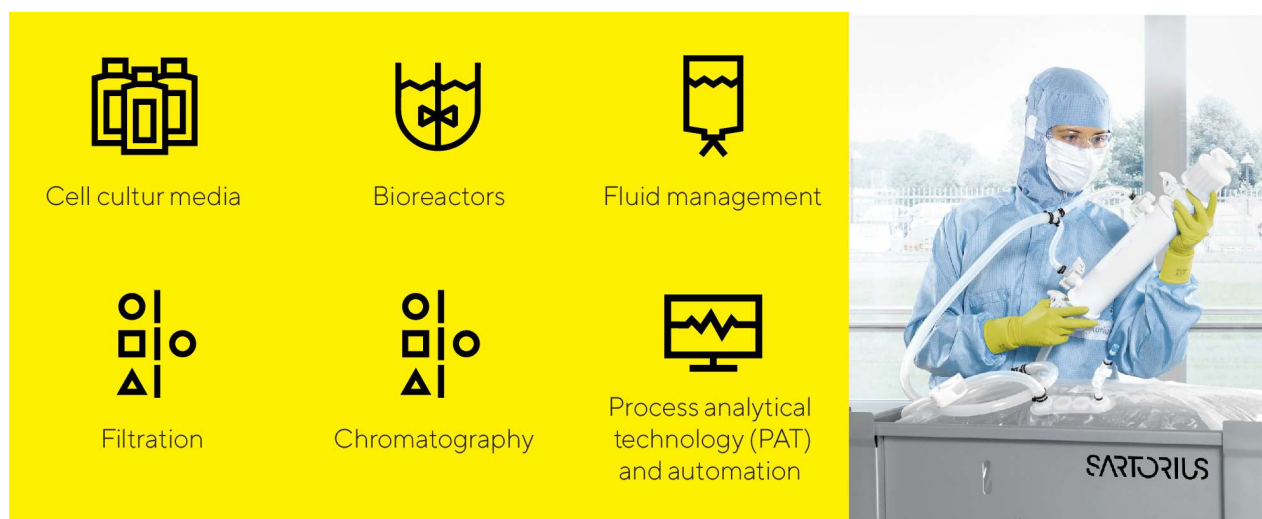 Cell cultur media
Bioreactors
Fluid management
Filtration
Chromatography
Process analytical
technology (PAT)
and automation
SARTORIUS